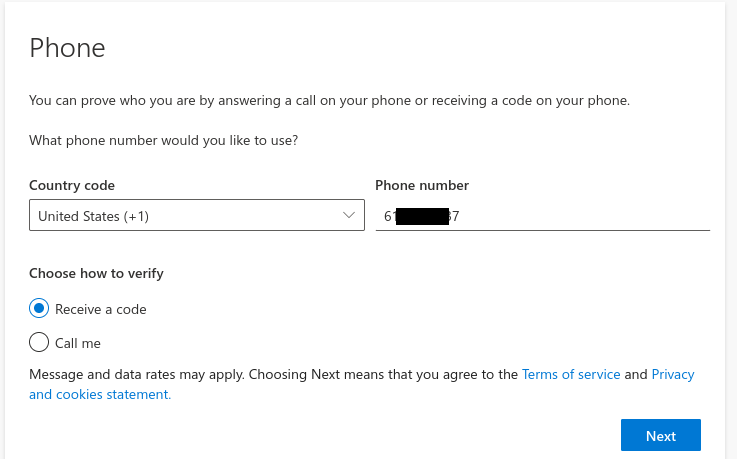 Phone
You can prove who you are by answering a call on your phone or receiving a code on your phone.
What phone number would you like to use?
Country code
Phone number
United States (+1)
Choose how to verify
Receive a code
Call me
Message and data rates may apply. Choosing Next means that you agree to the Terms of service and Privacy
and cookies statement.
Next